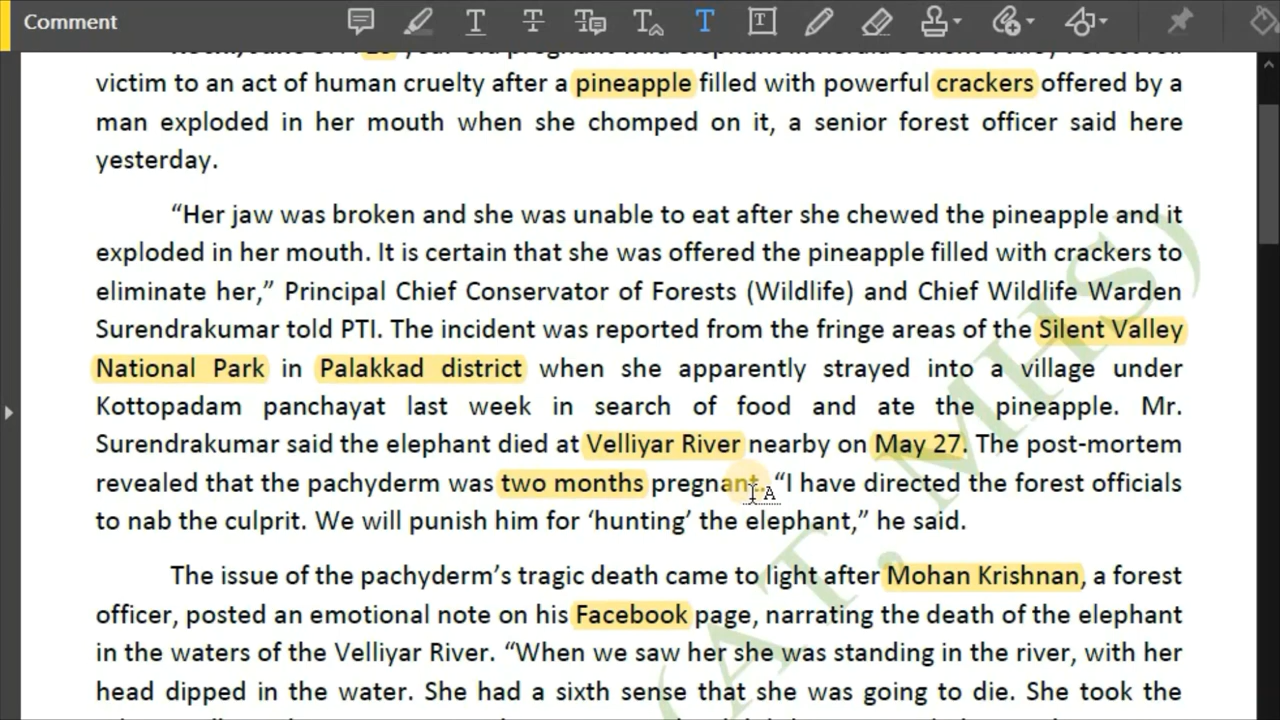 Comment
victim to an act of human cruelty after a pineapple filled with powerful crackers offered by a
man exploded in her mouth when she chomped on it, a senior forest officer said here
yesterday.
“Her jaw was broken and she was unable to eat after she chewed the pineapple and it
exploded in her mouth. It is certain that she was offered the pineapple filled with crackers to
eliminate her,” Principal Chief Conservator of Forests (Wildlife) and Chief Wildlife Warden
Surendrakumar told PTI. The incident was reported from the fringe areas of the Silent Valley
National Park in Palakkad district when she apparently strayed into a village under
Kottopadam panchayat last week in search of food and ate the pineapple. Mr.
Surendrakumar said the elephant died at Velliyar River nearby on May 27. The post-mortem
revealed that the pachyderm was two months pregnant. “I have directed the forest officials
to nab the culprit. We will punish him for ‘hunting’ the elephant,” he said.
The issue of the pachyderm’s tragic death came to light after Mohan Krishnan, a forest
officer, posted an emotional note on his Facebook page, narrating the death of the elephant
in the waters of the Velliyar River. “When we saw her she was standing in the river, with her
head dipped in the water. She had a sixth sense that she was going to die. She took the
AT, MHS)